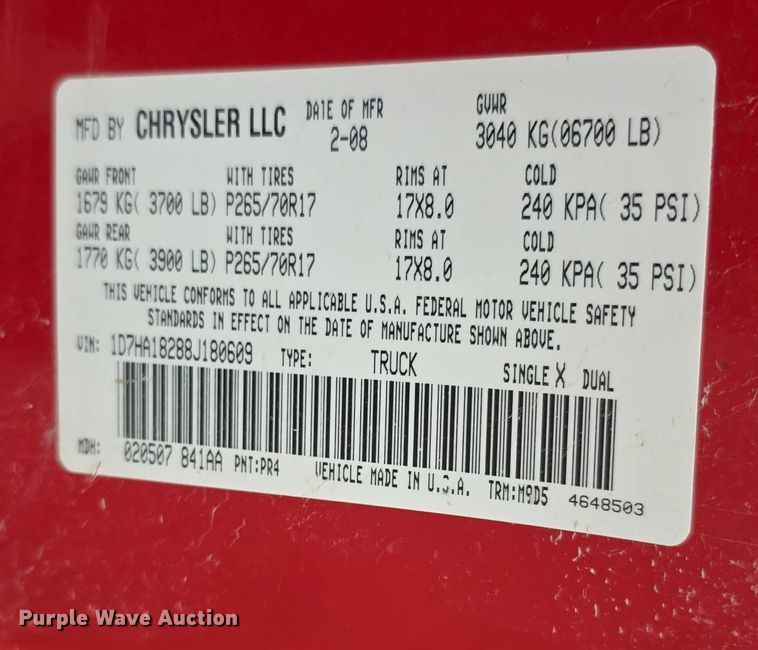 MFD BY CHRYSLER LLC DATE OF MFR GVWR
2-08 3040 KG(06700 LB)
GAWR FRONT WITH TIRES RIMS AT COLD
1679 KG( 3700 LB) P265/70R17 17X8.0 240 KPA( 35 PSI)
GAWR REAR WITH TIRES RIMS AT COLD
1770 KG( 3900 LB) P265/70R17 17X8.0 240 KPA( 35 PSI)
THIS VEHICLE CONFORMS TO ALL APPLICABLE U.S.A. FEDERAL MOTOR VEHICLE SAFETY
STANDARDS IN EFFECT ON THE DATE OF MANUFACTURE SHOWN ABOVE.
VIN: 1D7HA18288J180609 TYPE: TRUCK SINGLE X DUAL
MDH: 020507 841AA PNT:PR4 VEHICLE MADE IN U.S.A. TRM:M9D5 4648503
Purple Wave Auction